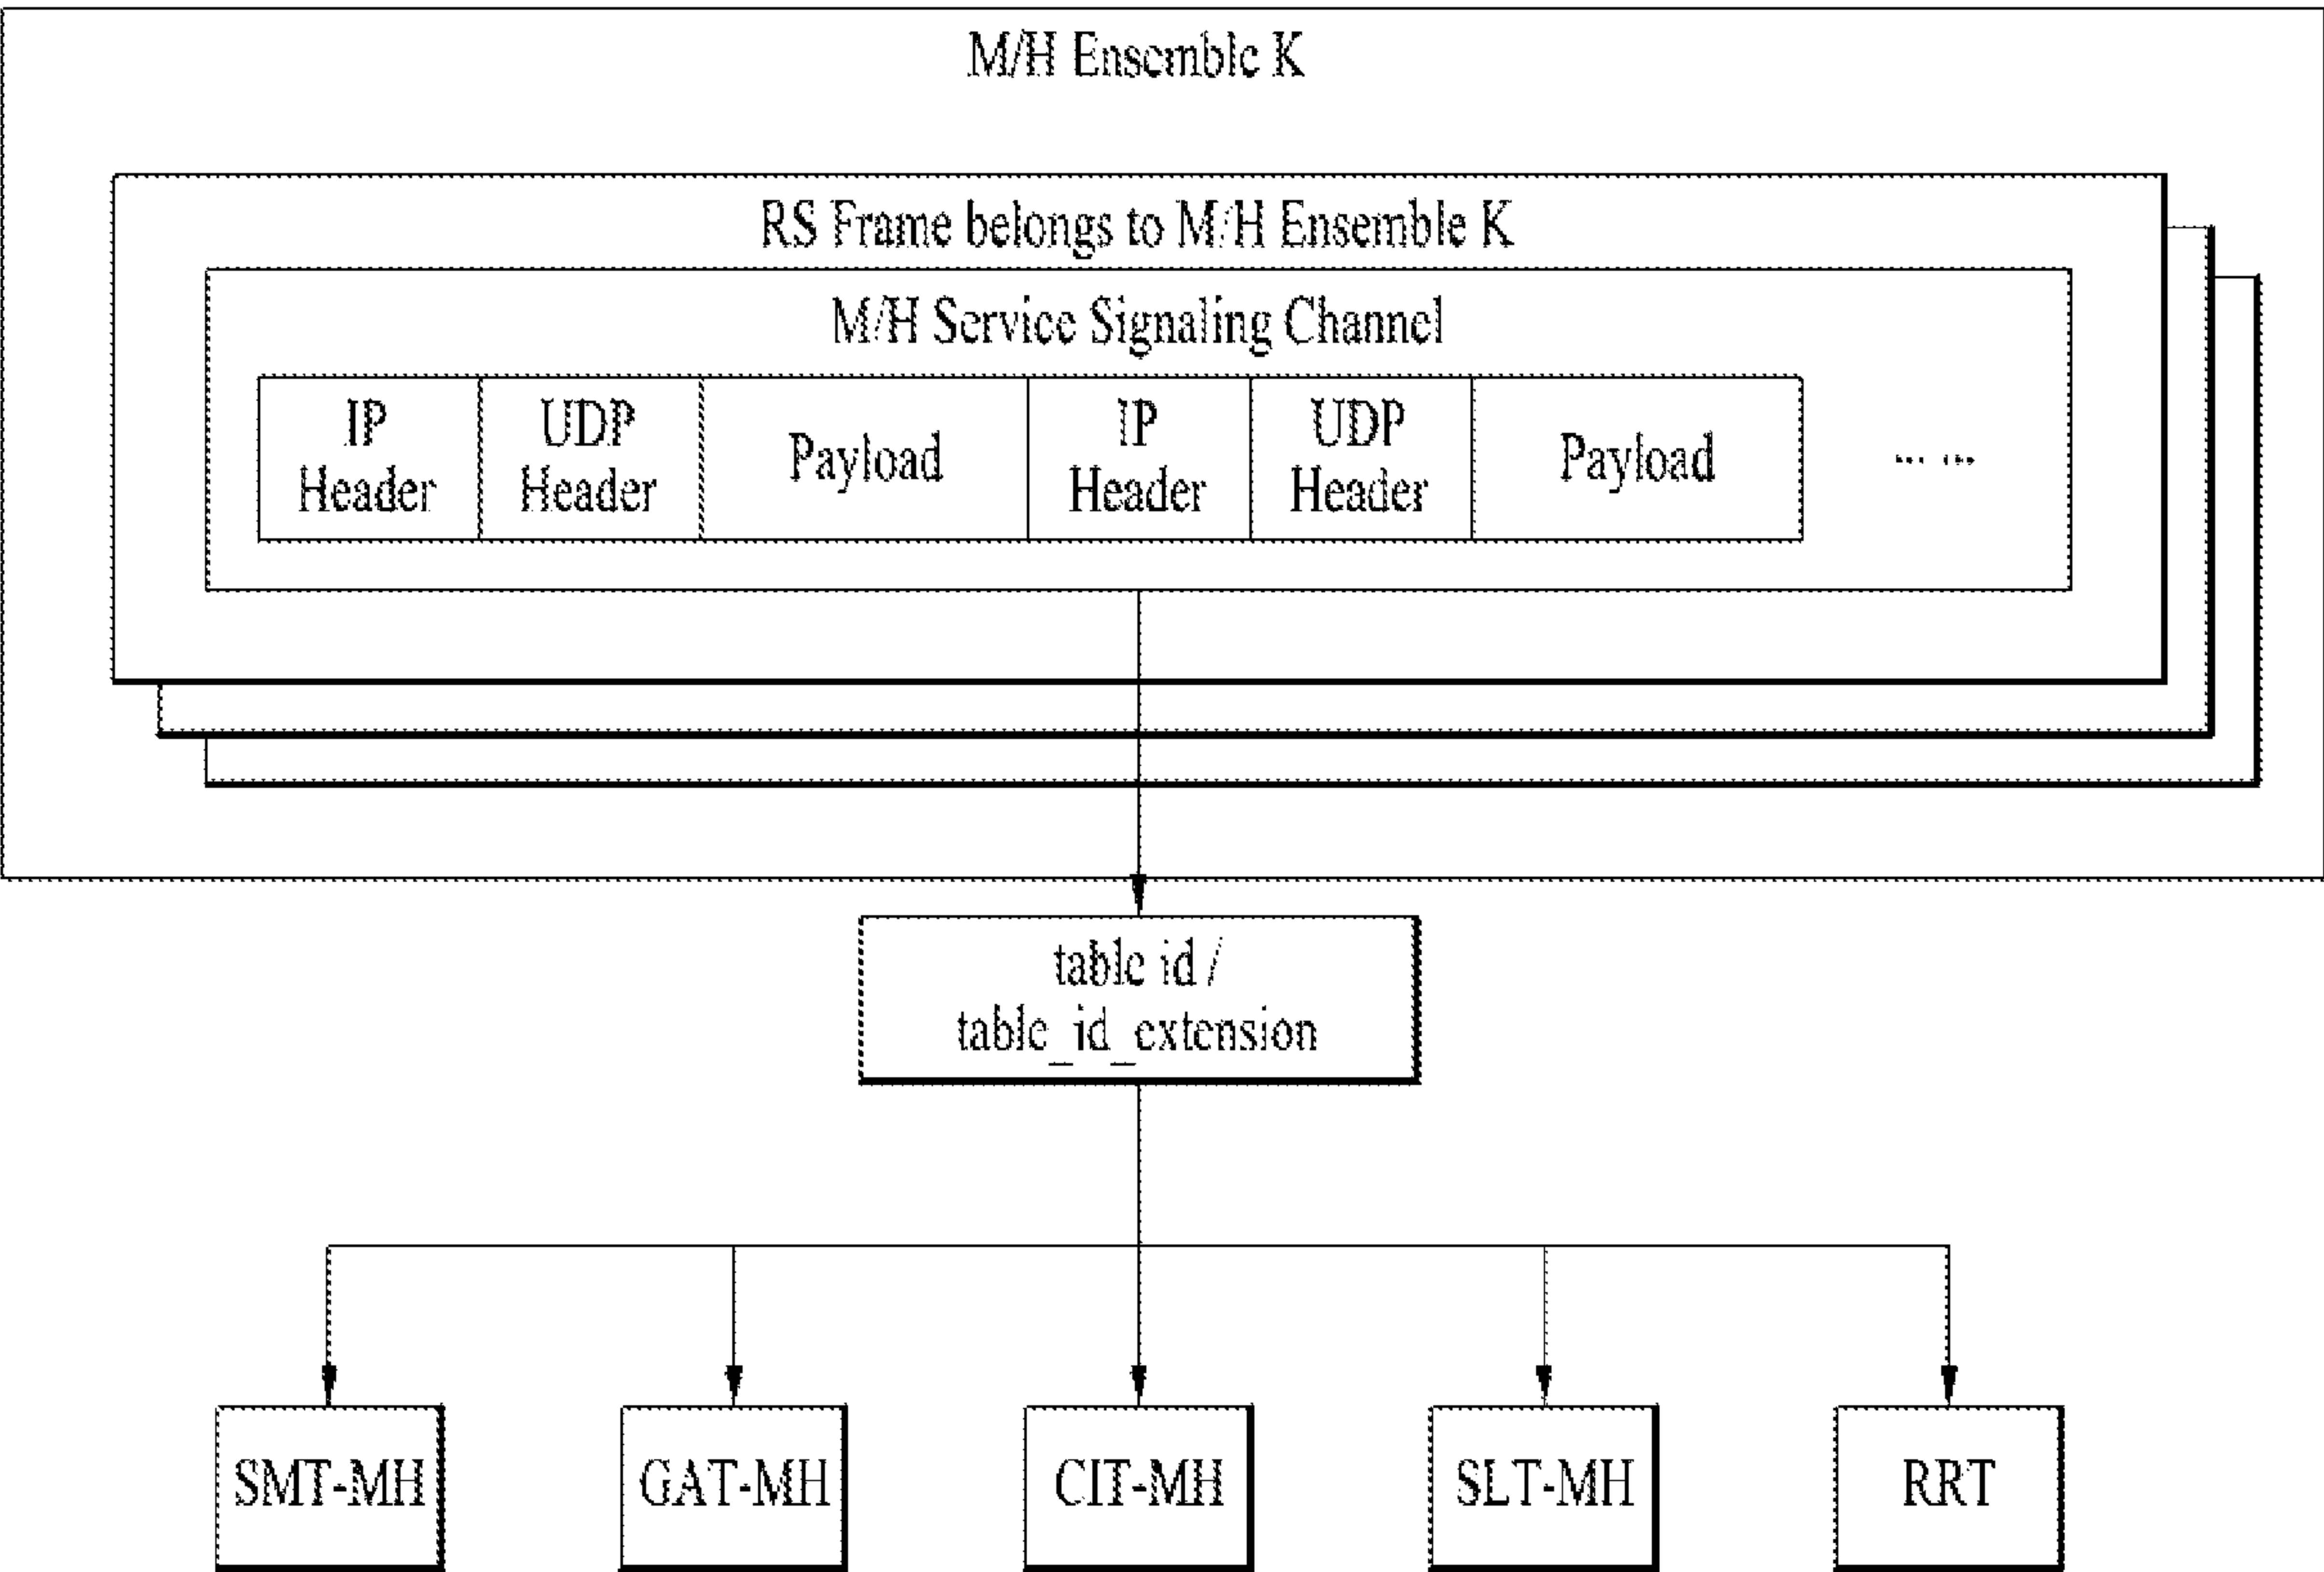 M/H Ensemble K
RS Frame belongs to M/H Ensemble K
M/H Service Signaling Channel
IP Header
UDP Header
Payload
IP Header
UDP Header
Payload
... ...
table id /
table_id_extension
SMT-MH
GAT-MH
CIT-MH
SLT-MH
RRT